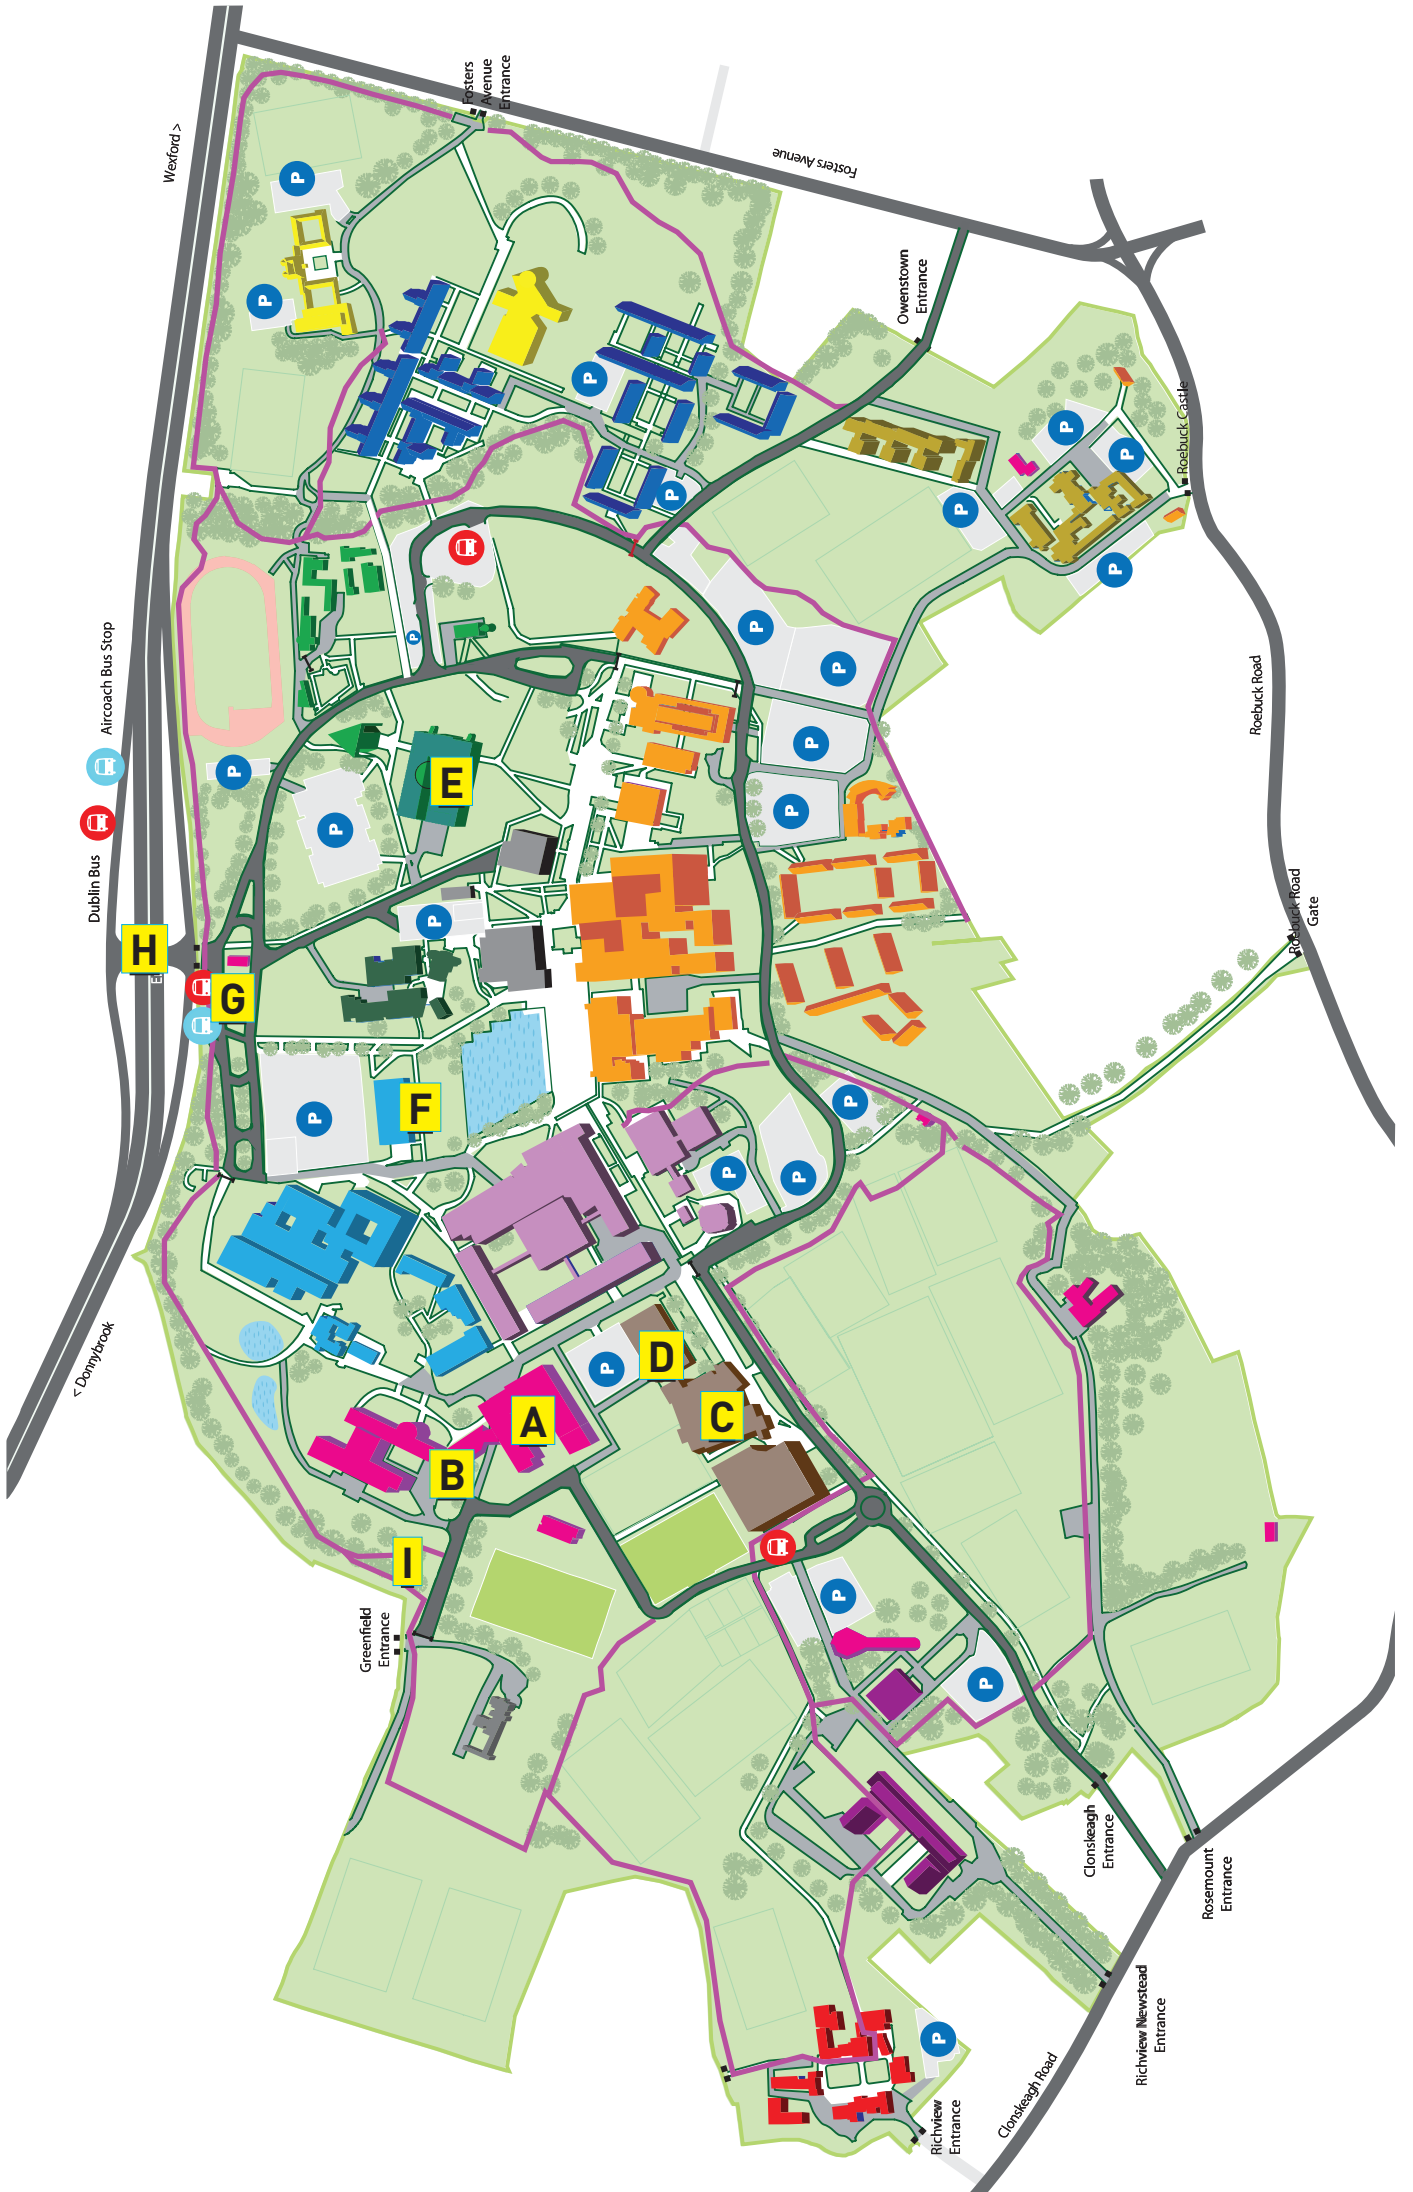 Fosters
Avenue
Entrance
Wexford >
Fosters Avenue
P
P
Owenstown
Entrance
P
P
Roebuck Castle
P
P
P
P
Aircoach Bus Stop
P
P
P
Roebuck Road
P
P
E
P
P
Dublin Bus
P
Roebuck Road
Gate
H
E
G
F
P
P
P
P
< Donnybrook
D
P
C
A
B
I
Greenfield
Entrance
P
P
Clonskeagh
Entrance
Rosemount
Entrance
Richview Newstead
Entrance
P
Clonskeagh Road
Richview
Entrance